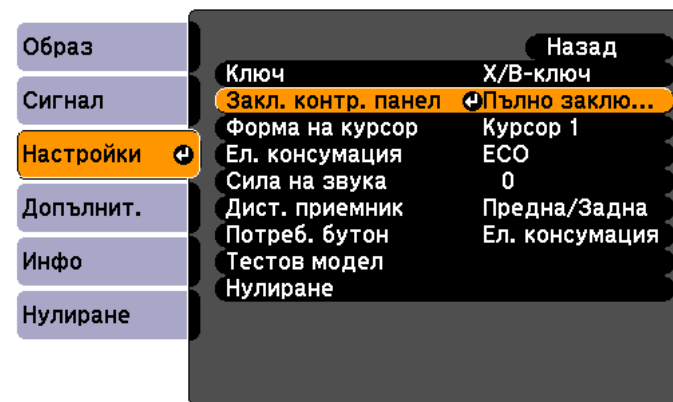 Образ
Сигнал
Настройки
Допълнит.
Инфо
Нулиране
Назад
Ключ Х/В-ключ
Закл. контр. панел Пълно заклю...
Форма на курсор Курсор 1
Ел. консумация ECO
Сила на звука 0
Дист. приемник Предна/Задна
Потреб. бутон Ел. консумация
Тестов модел
Нулиране